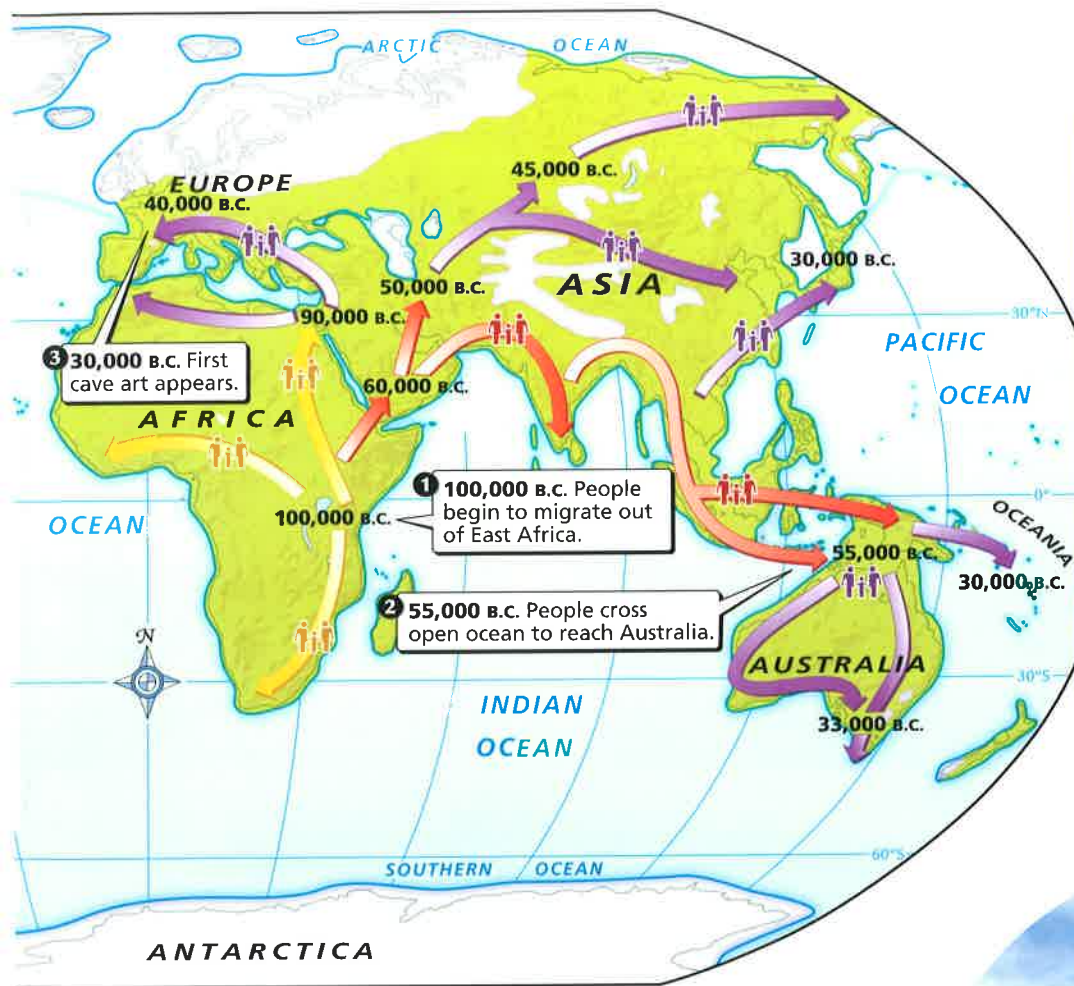 ARCTIC OCEAN
45,000 B.C.
EUROPE
40,000 B.C.
30,000 B.C.
50,000 B.C.
ASIA
90,000 B.C.
30°N
PACIFIC
OCEAN
3 30,000 B.C. First
cave art appears.
60,000 B.C.
AFRICA
1 100,000 B.C. People
begin to migrate out
of East Africa.
0°
OCEANIA
OCEAN
100,000 B.C.
55,000 B.C.
30,000 B.C.
2 55,000 B.C. People cross
open ocean to reach Australia.
N
AUSTRALIA
30°S
INDIAN
OCEAN
33,000 B.C.
60°S
SOUTHERN OCEAN
ANTARCTICA